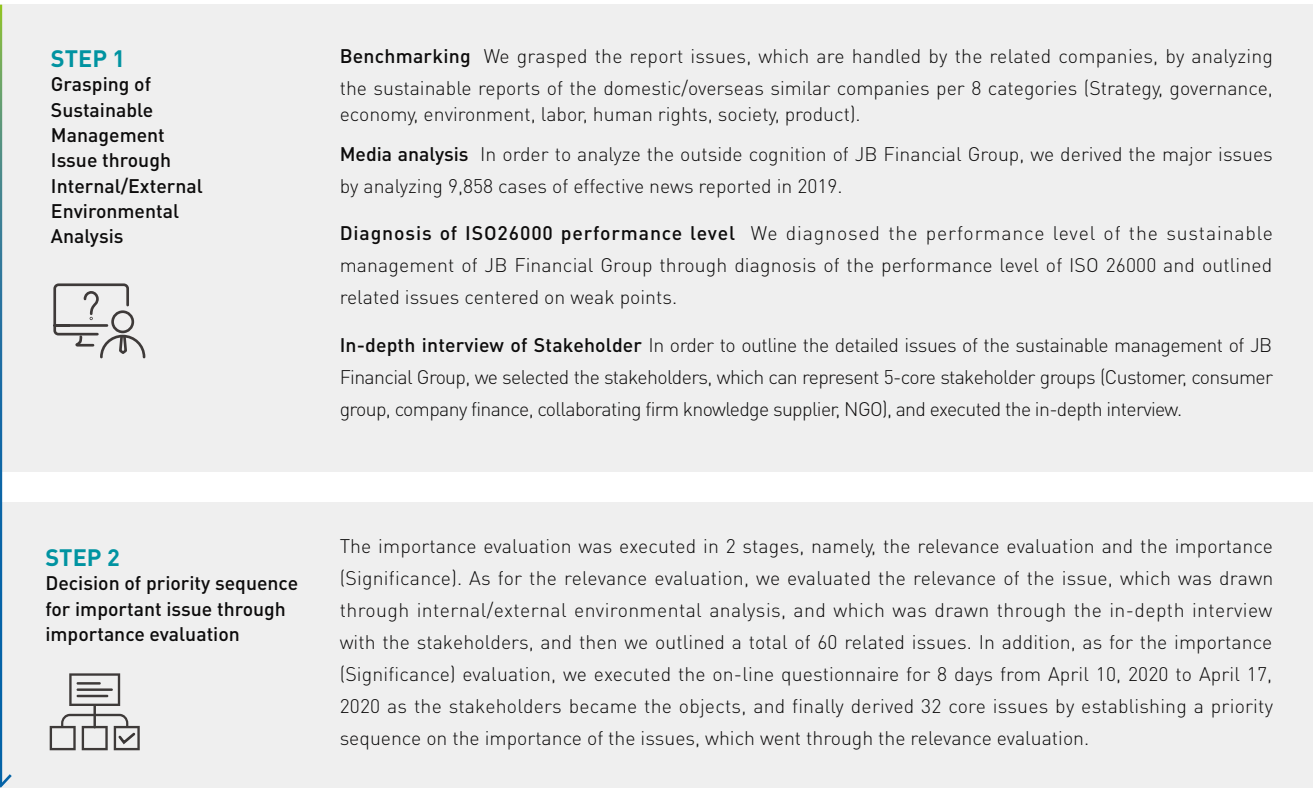 STEP 1
Grasping of
Sustainable
Management
Issue through
Internal/External
Environmental
Analysis
Benchmarking We grasped the report issues, which are handled by the related companies, by analyzing
the sustainable reports of the domestic/overseas similar companies per 8 categories (Strategy, governance,
economy, environment, labor, human rights, society, product).
Media analysis In order to analyze the outside cognition of JB Financial Group, we derived the major issues
by analyzing 9,858 cases of effective news reported in 2019.
Diagnosis of ISO26000 performance level We diagnosed the performance level of the sustainable
management of JB Financial Group through diagnosis of the performance level of ISO 26000 and outlined
related issues centered on weak points.
In-depth interview of Stakeholder In order to outline the detailed issues of the sustainable management of JB
Financial Group, we selected the stakeholders, which can represent 5-core stakeholder groups (Customer, consumer
group, company finance, collaborating firm knowledge supplier, NGO), and executed the in-depth interview.
STEP 2
Decision of priority sequence
for important issue through
importance evaluation
The importance evaluation was executed in 2 stages, namely, the relevance evaluation and the importance
(Significance). As for the relevance evaluation, we evaluated the relevance of the issue, which was drawn
through internal/external environmental analysis, and which was drawn through the in-depth interview
with the stakeholders, and then we outlined a total of 60 related issues. In addition, as for the importance
(Significance) evaluation, we executed the on-line questionnaire for 8 days from April 10, 2020 to April 17,
2020 as the stakeholders became the objects, and finally derived 32 core issues by establishing a priority
sequence on the importance of the issues, which went through the relevance evaluation.